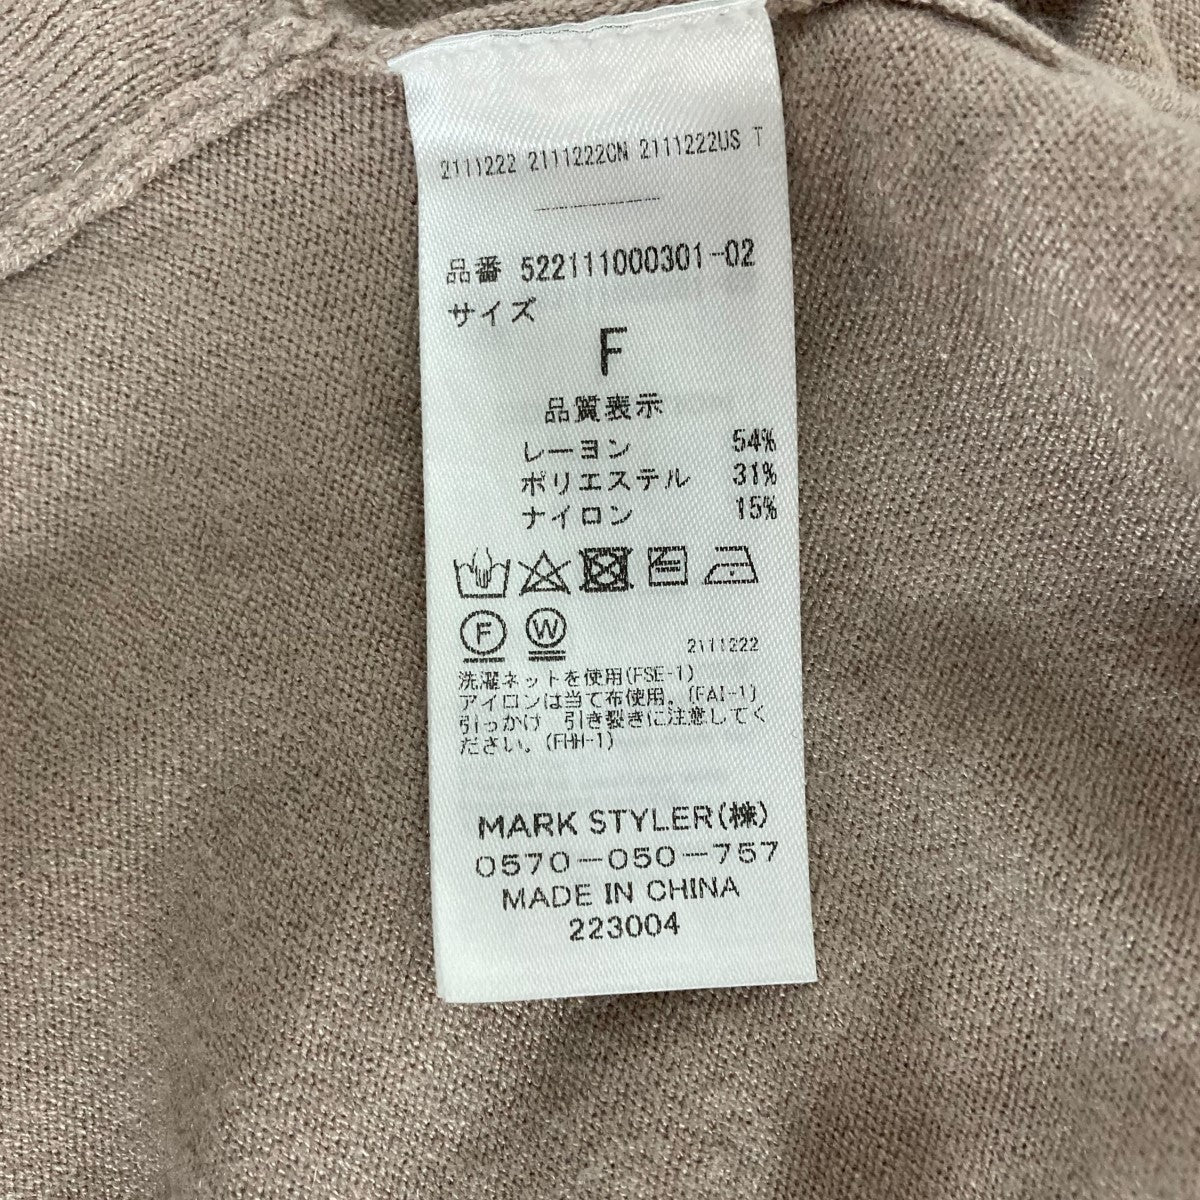 2111222 2111222CN 2111222US T
品番 522111000301-02
サイズ
F
品質表示
レーヨン 54%
ポリエステル 31%
ナイロン 15%
F W
2111222
洗濯ネットを使用(FSE-1)
アイロンは当て布使用。(FAI-1)
引っかけ 引き裂きに注意してく
ださい。(FHH-1)
MARK STYLER(株)
0570-050-757
MADE IN CHINA
223004